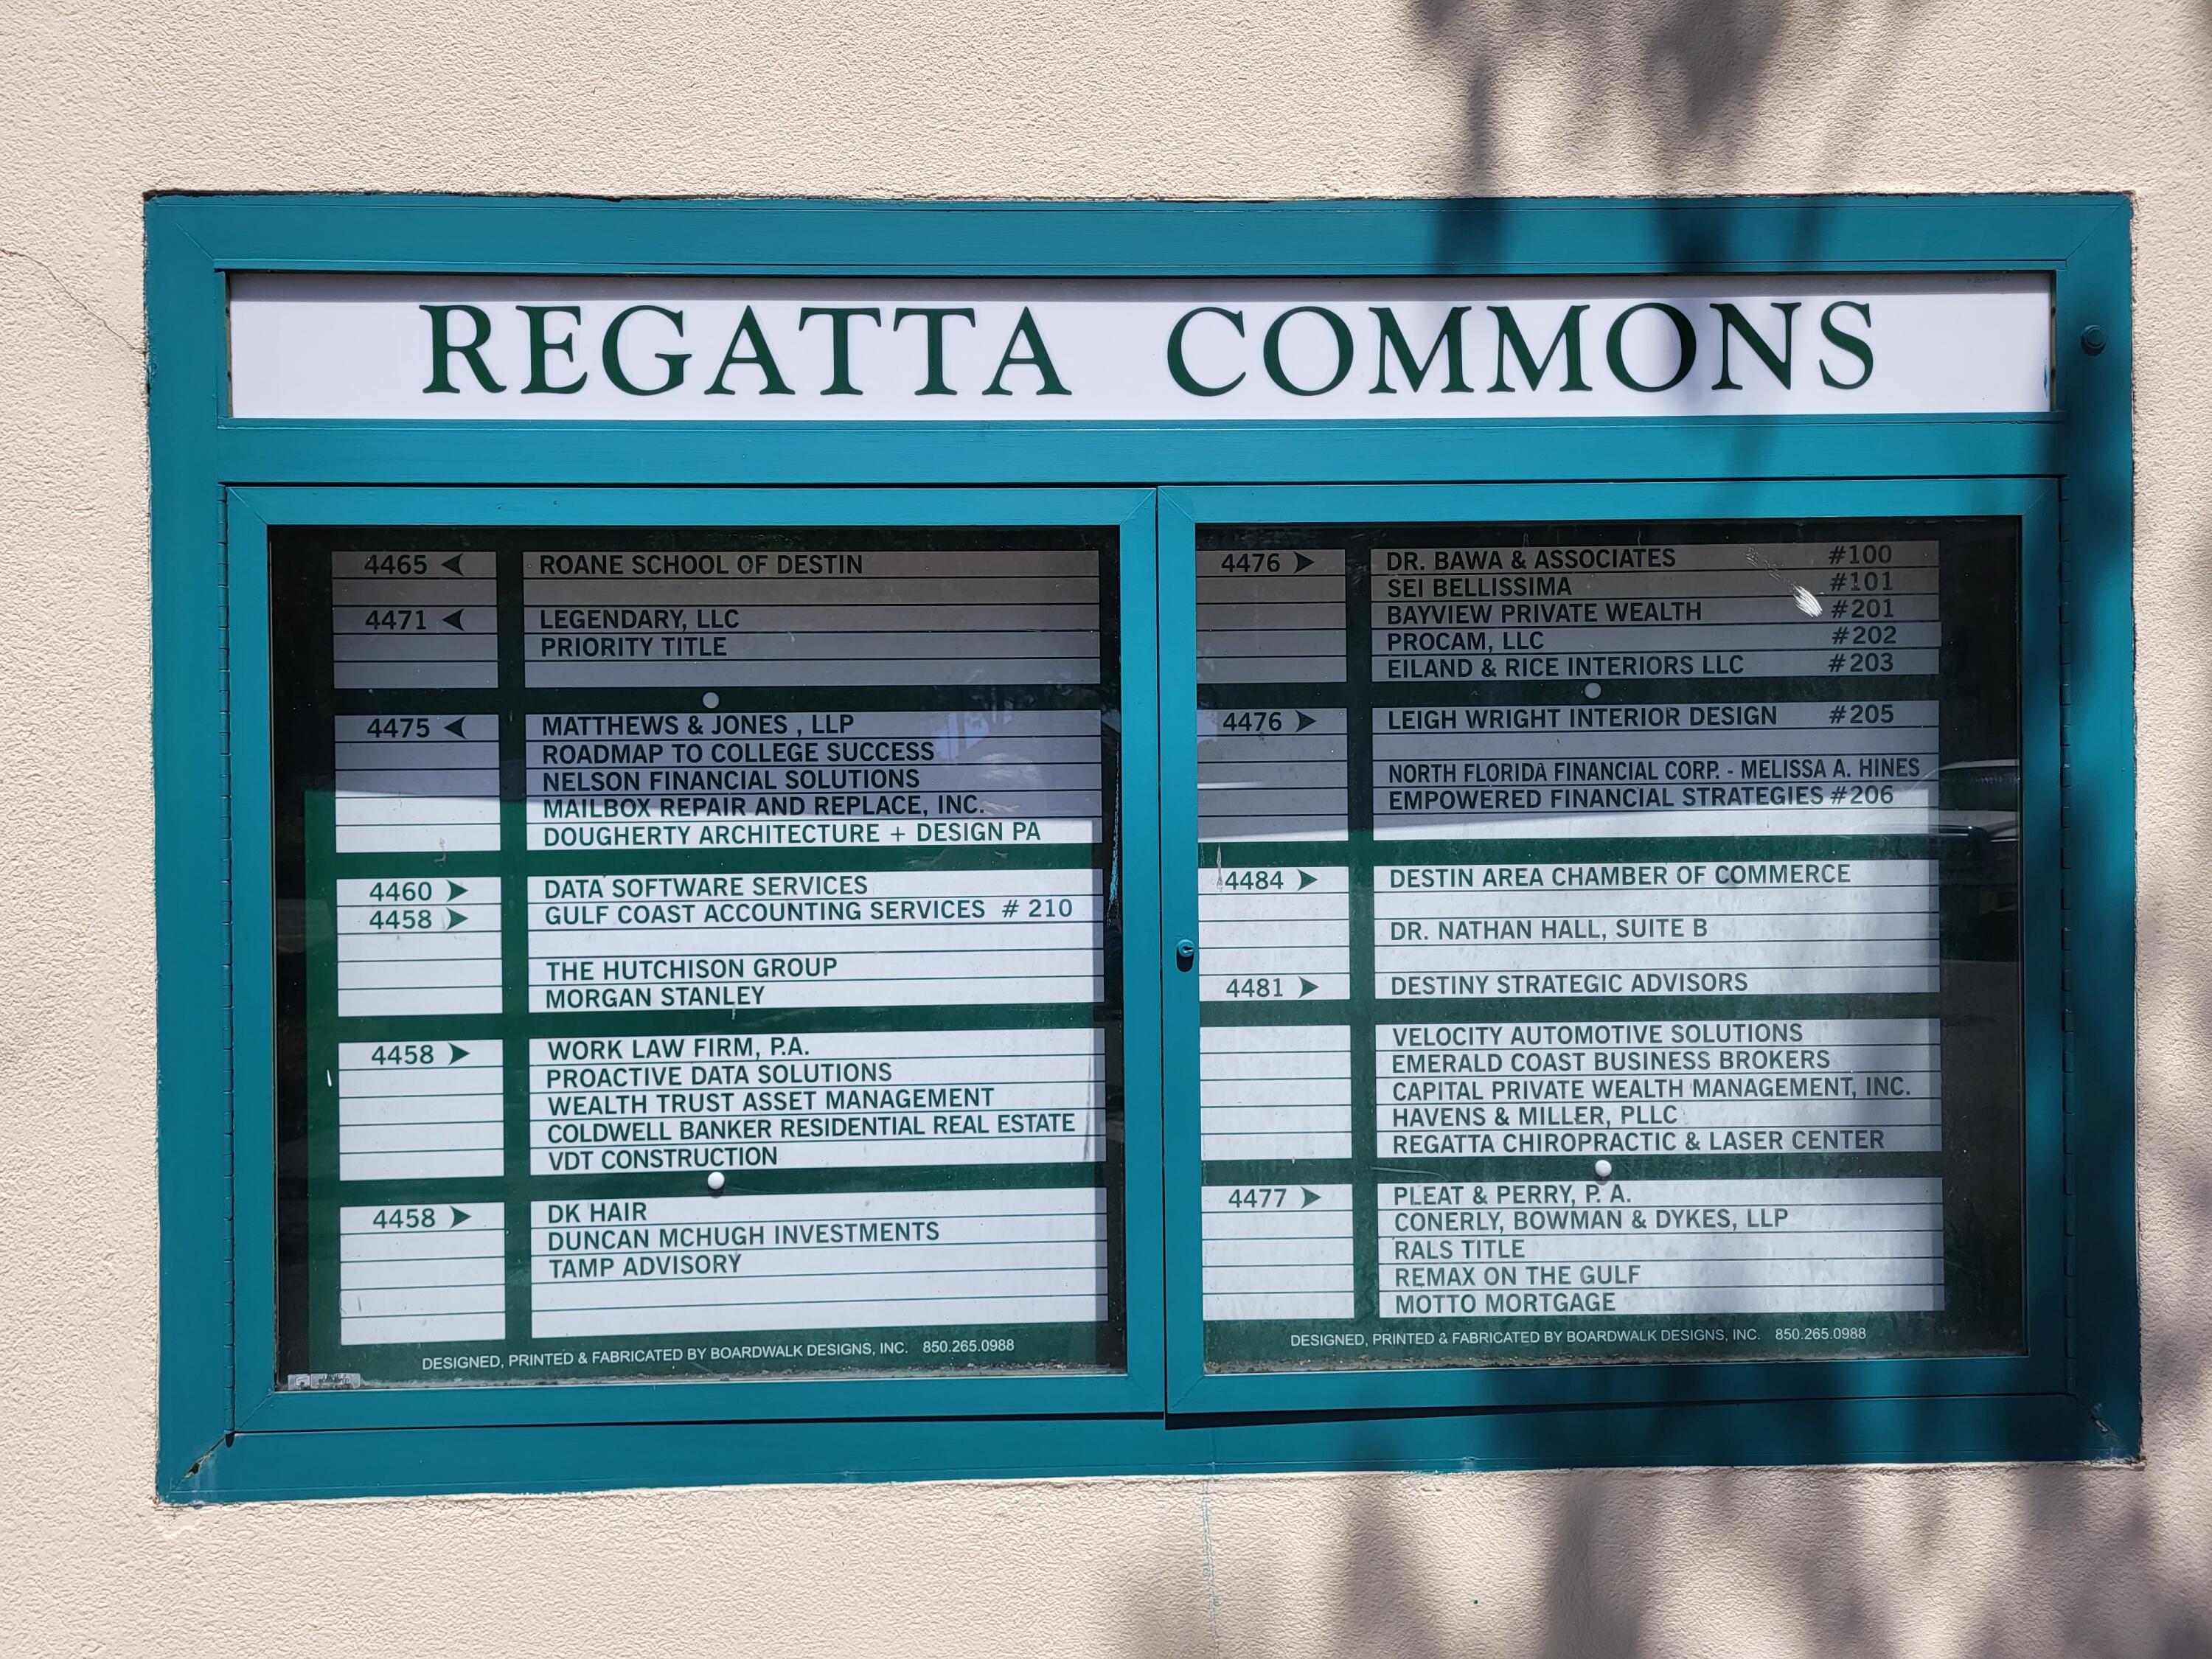 REGATTA COMMONS
4465 ROANE SCHOOL OF DESTIN
4471 LEGENDARY, LLC
PRIORITY TITLE
4475 MATTHEWS & JONES , LLP
ROADMAP TO COLLEGE SUCCESS
NELSON FINANCIAL SOLUTIONS
MAILBOX REPAIR AND REPLACE, INC.
DOUGHERTY ARCHITECTURE + DESIGN PA
4460 DATA SOFTWARE SERVICES
4458 GULF COAST ACCOUNTING SERVICES # 210
THE HUTCHISON GROUP
MORGAN STANLEY
4458 WORK LAW FIRM, P.A.
PROACTIVE DATA SOLUTIONS
WEALTH TRUST ASSET MANAGEMENT
COLDWELL BANKER RESIDENTIAL REAL ESTATE
VDT CONSTRUCTION
4458 DK HAIR
DUNCAN MCHUGH INVESTMENTS
TAMP ADVISORY
DESIGNED, PRINTED & FABRICATED BY BOARDWALK DESIGNS, INC. 850.265.0988
4476 DR. BAWA & ASSOCIATES #100
SEI BELLISSIMA #101
BAYVIEW PRIVATE WEALTH #201
PROCAM, LLC #202
EILAND & RICE INTERIORS LLC #203
4476 LEIGH WRIGHT INTERIOR DESIGN #205
NORTH FLORIDA FINANCIAL CORP. - MELISSA A. HINES
EMPOWERED FINANCIAL STRATEGIES #206
4484 DESTIN AREA CHAMBER OF COMMERCE
DR. NATHAN HALL, SUITE B
4481 DESTINY STRATEGIC ADVISORS
VELOCITY AUTOMOTIVE SOLUTIONS
EMERALD COAST BUSINESS BROKERS
CAPITAL PRIVATE WEALTH MANAGEMENT, INC.
HAVENS & MILLER, PLLC
REGATTA CHIROPRACTIC & LASER CENTER
4477 PLEAT & PERRY, P. A.
CONERLY, BOWMAN & DYKES, LLP
RALS TITLE
REMAX ON THE GULF
MOTTO MORTGAGE
DESIGNED, PRINTED & FABRICATED BY BOARDWALK DESIGNS, INC. 850.265.0988